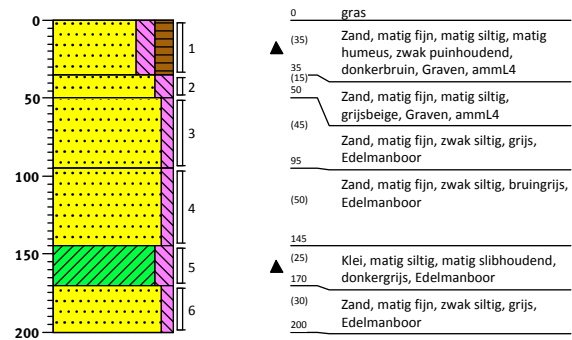 0
50
100
150
200
1
2
3
4
5
6
0 gras
(35) Zand, matig fijn, matig siltig, matig
humeus, zwak puinhoudend,
35 donkerbruin, Graven, ammL4
(15)
50 Zand, matig fijn, matig siltig,
grijsbeige, Graven, ammL4
(45)
Zand, matig fijn, zwak siltig, grijs,
95 Edelmanboor
Zand, matig fijn, zwak siltig, bruingrijs,
(50) Edelmanboor
145
(25) Klei, matig siltig, matig slibhoudend,
170 donkergrijs, Edelmanboor
(30) Zand, matig fijn, zwak siltig, grijs,
200 Edelmanboor